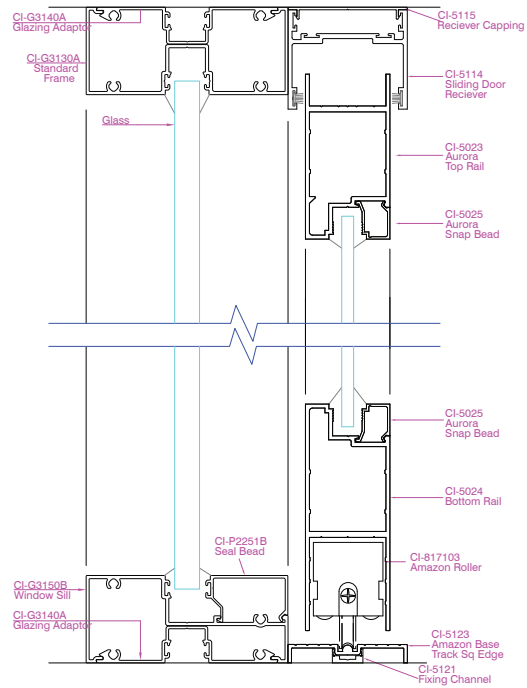 CI-G3140A
Glazing Adaptor
CI-G3130A
Standard
Frame
Glass
CI-5115
Reciever Capping
CI-5114
Sliding Door
Reciever
CI-5023
Aurora
Top Rail
CI-5025
Aurora
Snap Bead
CI-5025
Aurora
Snap Bead
CI-5024
Bottom Rail
CI-P2251B
Seal Bead
CI-817103
Amazon Roller
CI-G3150B
Window Sill
CI-G3140A
Glazing Adaptor
CI-5123
Amazon Base
Track Sq Edge
CI-5121
Fixing Channel